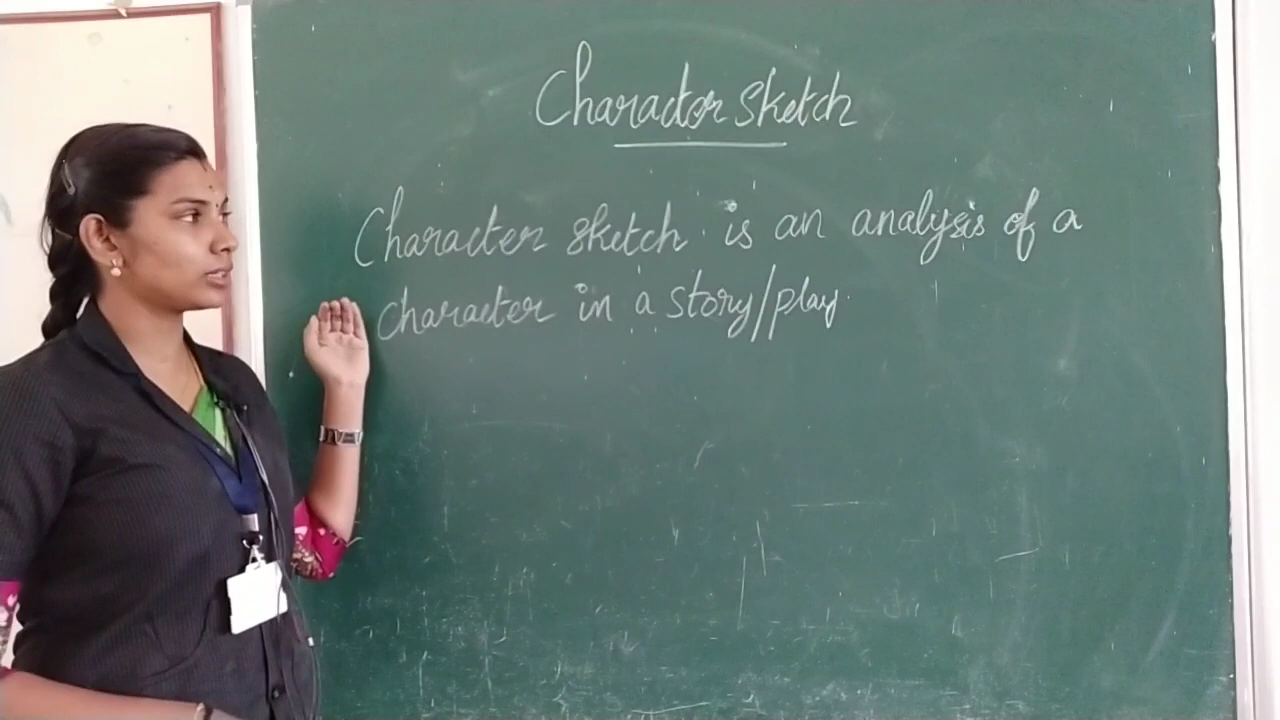 Character sketch
Character sketch is an analysis of a
character in a story/play.